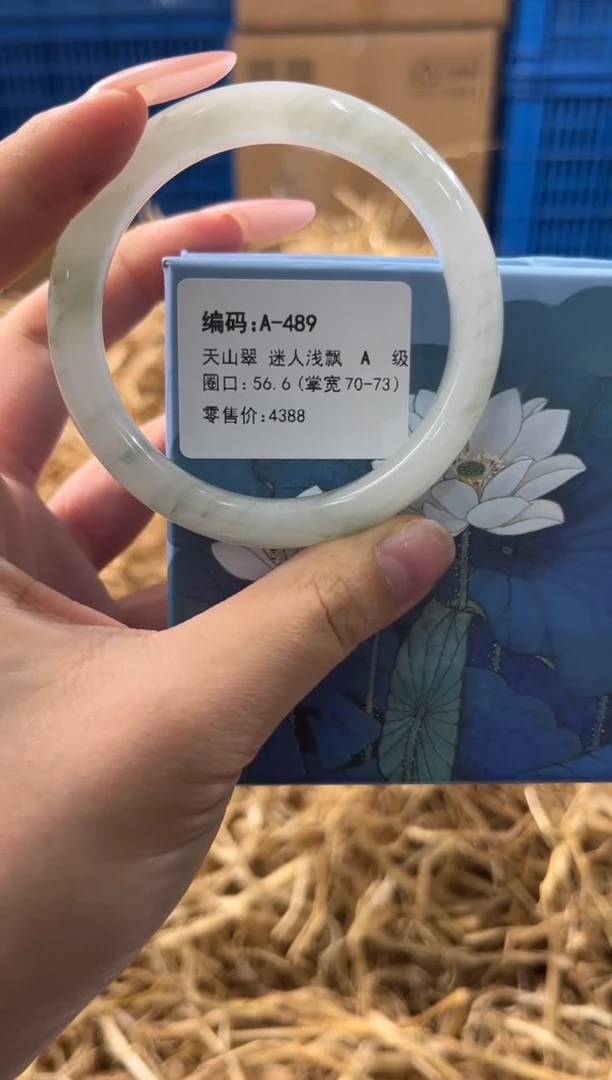 编码:A-489
天山翠 迷人浅飘 A 级
圈口:56.6(掌宽70-73)
零售价:4388